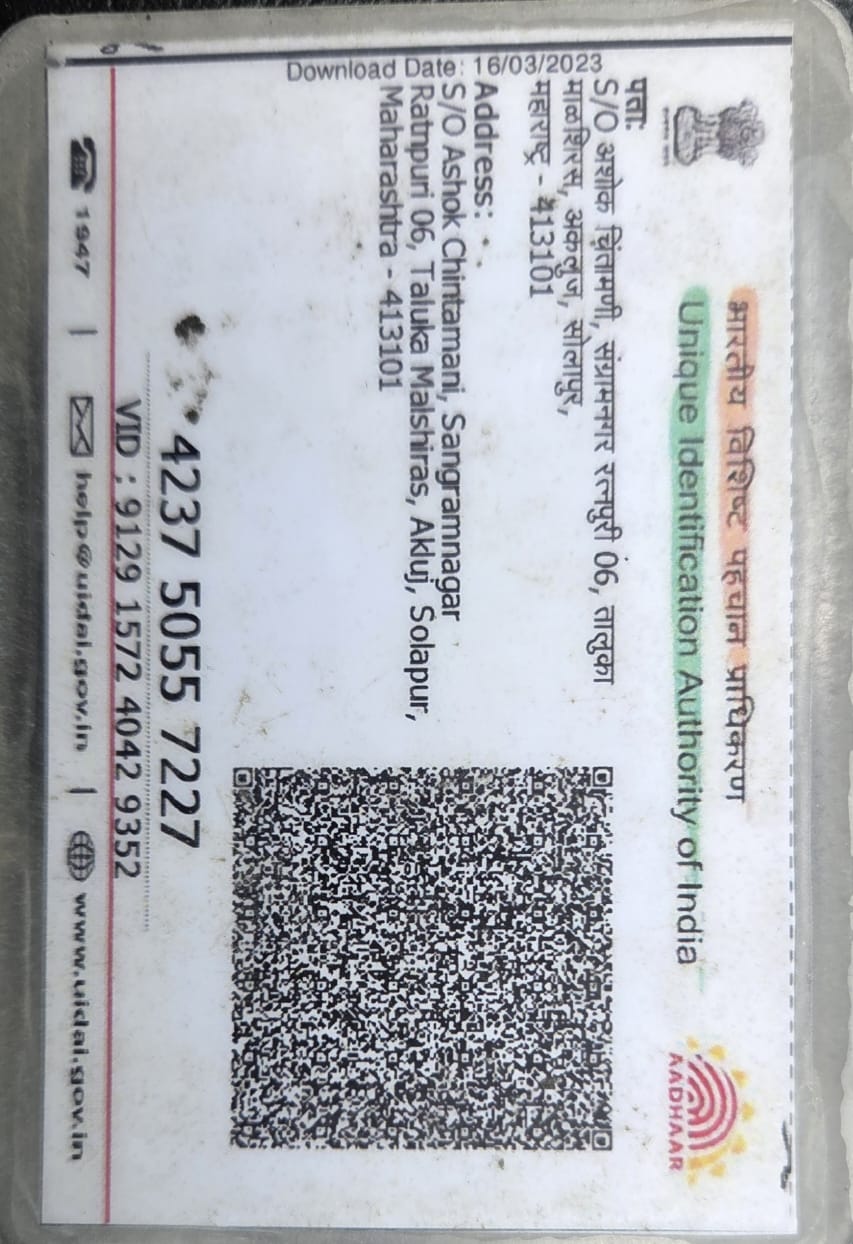 भारतीय विशिष्ट पहचान प्राधिकरण
Unique Identification Authority of India
AADHAAR
Download Date: 16/03/2023
पत्ता:
S/O अशोक चिंतामणी, संग्रामनगर रत्नपुरी 06, तालुका
माळशिरस, अकलूज, सोलापुर,
महाराष्ट्र - 413101
Address:
S/O Ashok Chintamani, Sangramnagar
Ratnpuri 06, Taluka Malshiras, Akluj, Solapur,
Maharashtra - 413101
4237 5055 7227
VID : 9129 1572 4042 9352
1947 | help@uidai.gov.in | www.uidai.gov.in